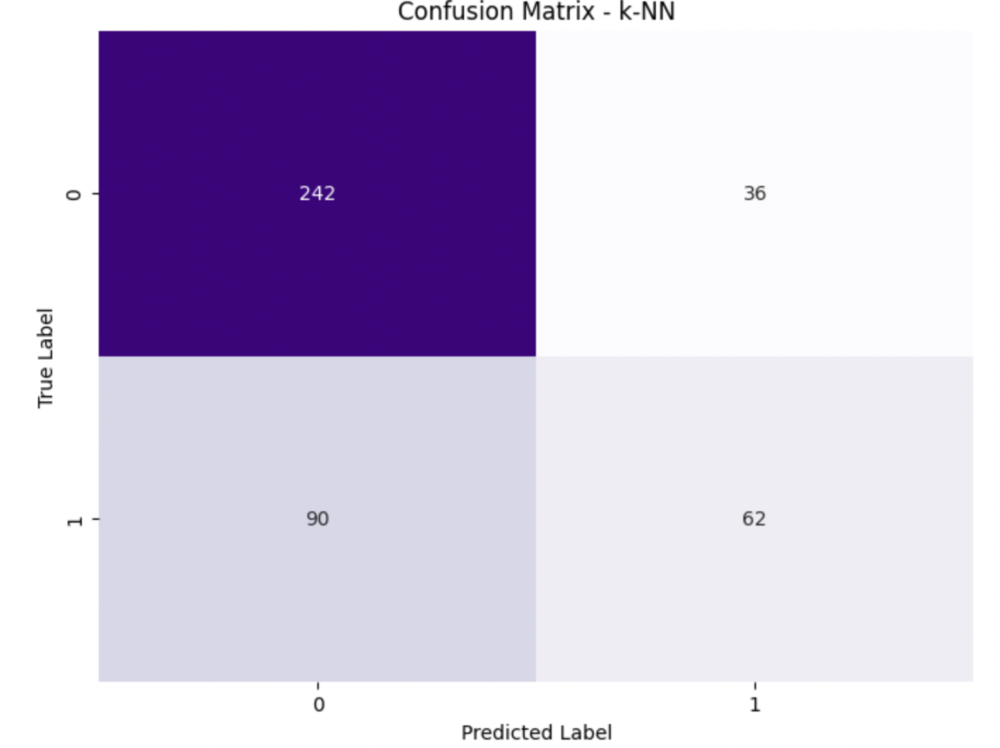 Confusion Matrix - k-NN
0
242
36
True Label
1
90
62
0
1
Predicted Label